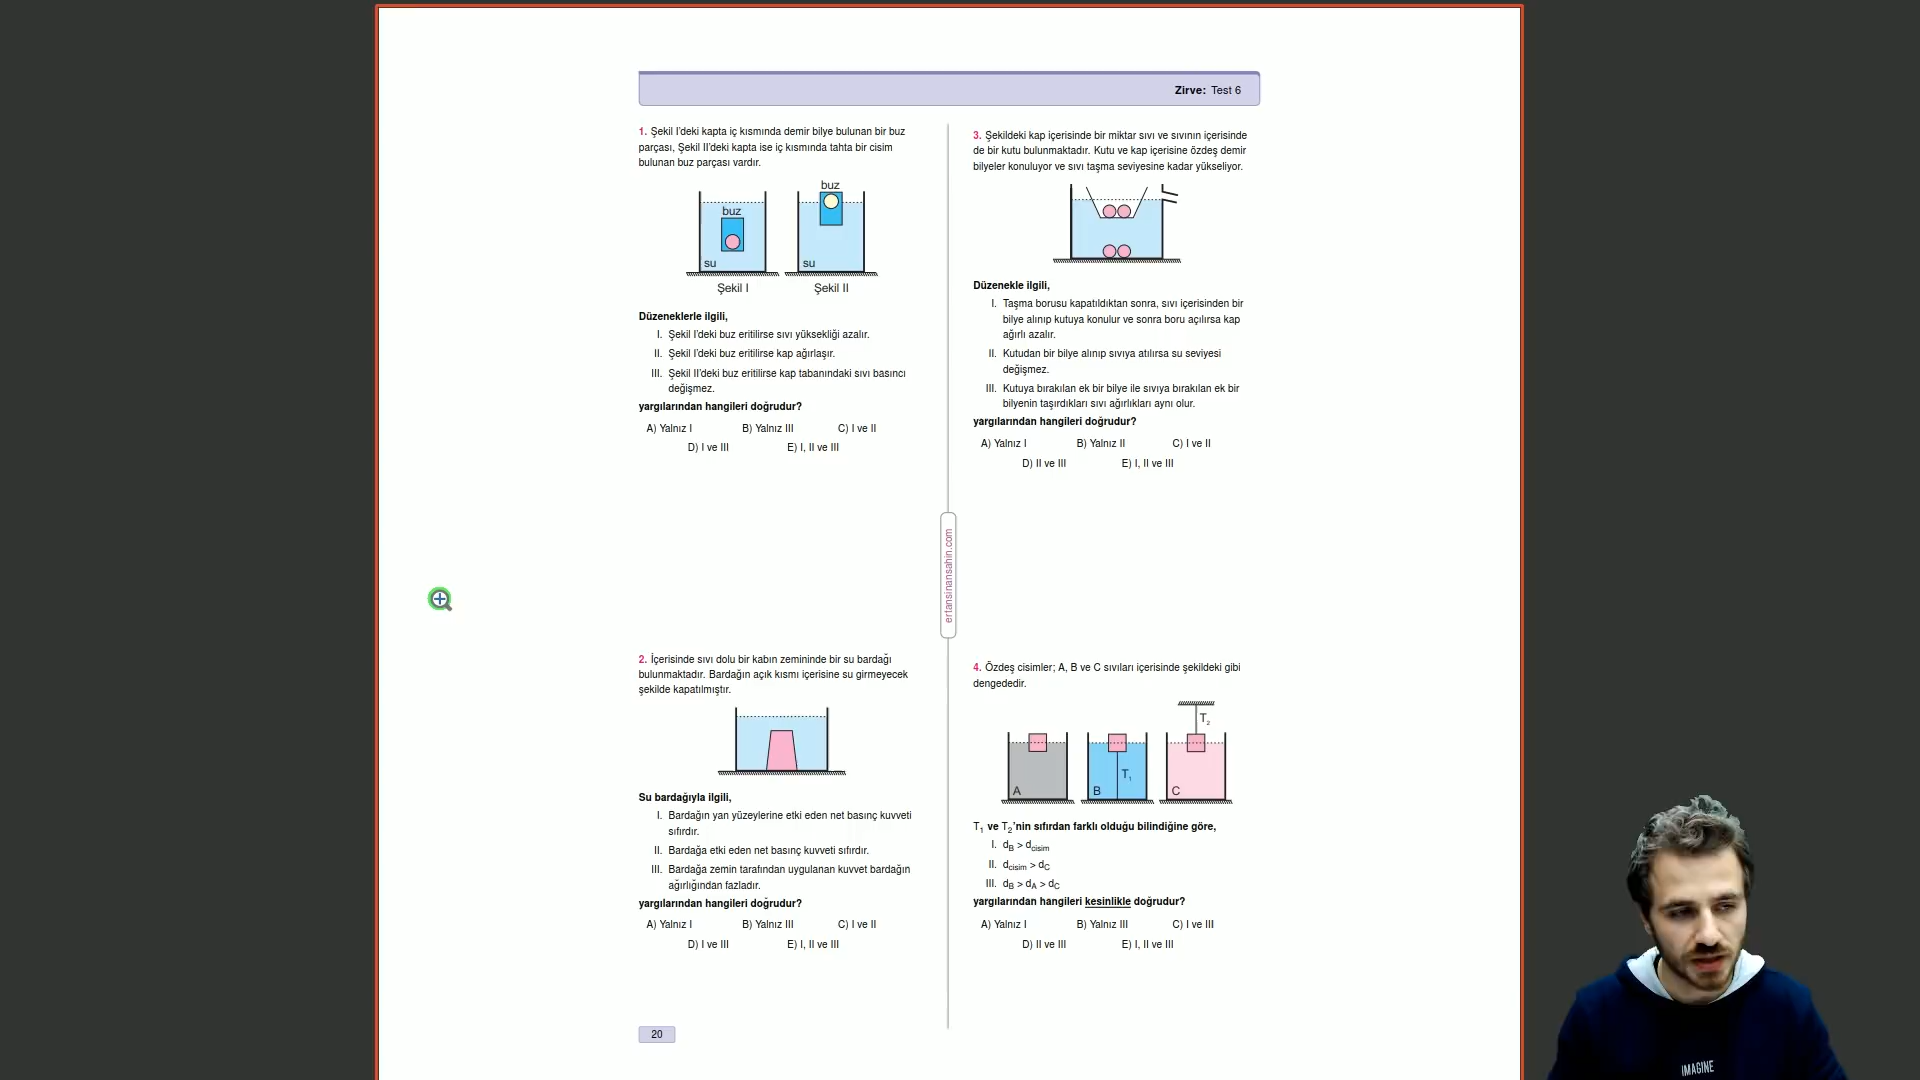 Zirve: Test 6
1. Şekil I'deki kapta iç kısmında demir bilye bulunan bir buz
parçası, Şekil II'deki kapta ise iç kısmında tahta bir cisim
bulunan buz parçası vardır.
buz
buz
su
su
Şekil I
Şekil II
Düzeneklerle ilgili,
I. Şekil I'deki buz eritilirse sıvı yüksekliği azalır.
II. Şekil I'deki buz eritilirse kap ağırlaşır.
III. Şekil II'deki buz eritilirse kap tabanındaki sıvı basıncı
değişmez.
yargılarından hangileri doğrudur?
A) Yalnız I B) Yalnız III C) I ve II
D) I ve III E) I, II ve III
2. İçerisinde sıvı dolu bir kabın zemininde bir su bardağı
bulunmaktadır. Bardağın açık kısmı içerisine su girmeyecek
şekilde kapatılmıştır.
Su bardağıyla ilgili,
I. Bardağın yan yüzeylerine etki eden net basınç kuvveti
sıfırdır.
II. Bardağa etki eden net basınç kuvveti sıfırdır.
III. Bardağa zemin tarafından uygulanan kuvvet bardağın
ağırlığından fazladır.
yargılarından hangileri doğrudur?
A) Yalnız I B) Yalnız III C) I ve II
D) I ve III E) I, II ve III
20
ertansinansahin.com
3. Şekildeki kap içerisinde bir miktar sıvı ve sıvının içerisinde
de bir kutu bulunmaktadır. Kutu ve kap içerisine özdeş demir
bilyeler konuluyor ve sıvı taşma seviyesine kadar yükseliyor.
Düzenekle ilgili,
I. Taşma borusu kapatıldıktan sonra, sıvı içerisinden bir
bilye alınıp kutuya konulur ve sonra boru açılırsa kap
ağırlı azalır.
II. Kutudan bir bilye alınıp sıvıya atılırsa su seviyesi
değişmez.
III. Kutuya bırakılan ek bir bilye ile sıvıya bırakılan ek bir
bilyenin taşırdıkları sıvı ağırlıkları aynı olur.
yargılarından hangileri doğrudur?
A) Yalnız I B) Yalnız II C) I ve II
D) II ve III E) I, II ve III
4. Özdeş cisimler; A, B ve C sıvıları içerisinde şekildeki gibi
dengededir.
T2
T1
A
B
C
T1 ve T2'nin sıfırdan farklı olduğu bilindiğine göre,
I. dB > dcisim
II. dcisim > dC
III. dB > dA > dC
yargılarından hangileri kesinlikle doğrudur?
A) Yalnız I B) Yalnız III C) I ve III
D) II ve III E) I, II ve III
IMAGINE